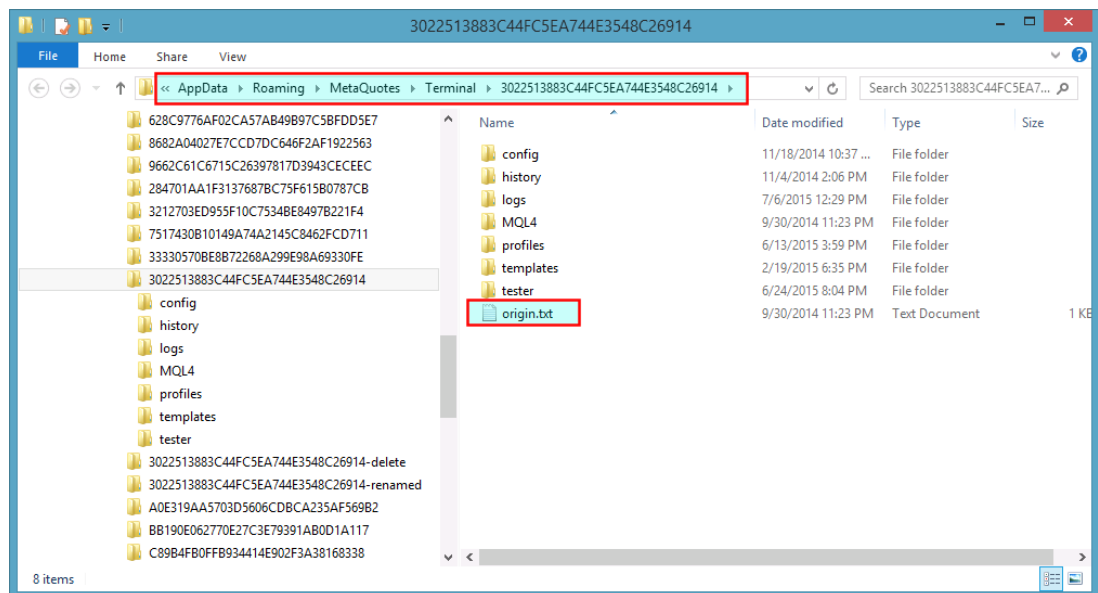 3022513883C44FC5EA744E3548C26914
File Home Share View
« AppData Roaming MetaQuotes Terminal 3022513883C44FC5EA744E3548C26914 Search 3022513883C44FC5EA7...
628C9776AF02CA57AB49B97C5BFDD5E7
8682A04027E7CCD7DC646F2AF1922563
9662C61C6715C26397817D3943CECEEC
284701AA1F3137687BC75F615B0787CB
3212703ED955F10C7534BE8497B221F4
7517430B10149A74A2145C8462FCD711
33330570BE8B72268A299E98A69330FE
3022513883C44FC5EA744E3548C26914
config
history
logs
MQL4
profiles
templates
tester
3022513883C44FC5EA744E3548C26914-delete
3022513883C44FC5EA744E3548C26914-renamed
A0E319AA5703D5606CDBCA235AF569B2
BB190E062770E27C3E79391AB0D1A117
C89B4FB0FFB934414E902F3A38168338
Name Date modified Type Size
config 11/18/2014 10:37 ... File folder
history 11/4/2014 2:06 PM File folder
logs 7/6/2015 12:29 PM File folder
MQL4 9/30/2014 11:23 PM File folder
profiles 6/13/2015 3:59 PM File folder
templates 2/19/2015 6:35 PM File folder
tester 6/24/2015 8:04 PM File folder
origin.txt 9/30/2014 11:23 PM Text Document 1 KB
8 items